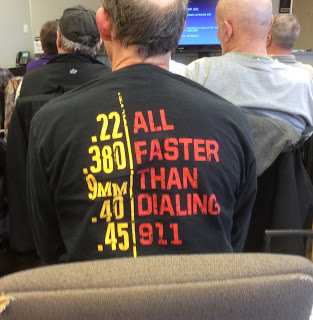 .22 ALL
.380 FASTER
9MM THAN
.40 DIALING
.45 911